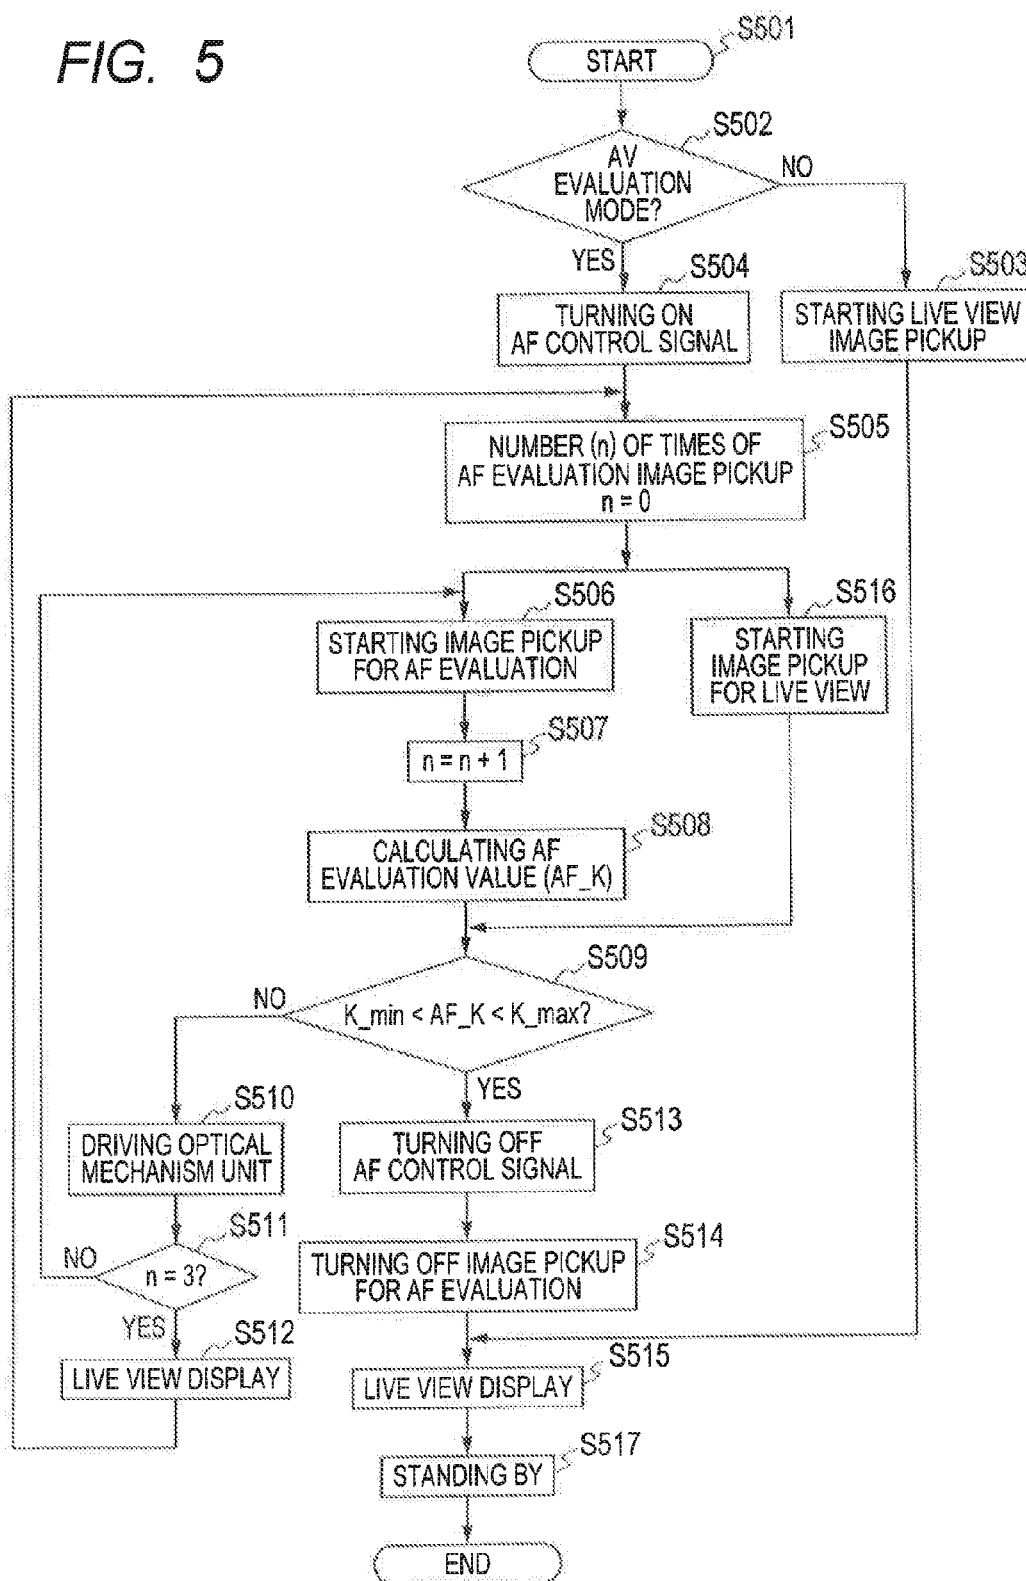 FIG. 5
S501
START
S502
AV
EVALUATION
MODE?
NO
YES
S504
S503
TURNING ON
AF CONTROL SIGNAL
STARTING LIVE VIEW
IMAGE PICKUP
S505
NUMBER (n) OF TIMES OF
AF EVALUATION IMAGE PICKUP
n = 0
S506
S516
STARTING IMAGE PICKUP
FOR AF EVALUATION
STARTING
IMAGE PICKUP
FOR LIVE VIEW
S507
n = n + 1
S508
CALCULATING AF
EVALUATION VALUE (AF_K)
S509
NO
K_min < AF_K < K_max?
YES
S510
S513
DRIVING OPTICAL
MECHANISM UNIT
TURNING OFF
AF CONTROL SIGNAL
S511
NO
n = 3?
S514
TURNING OFF IMAGE PICKUP
FOR AF EVALUATION
YES
S512
S515
LIVE VIEW DISPLAY
LIVE VIEW DISPLAY
S517
STANDING BY
END